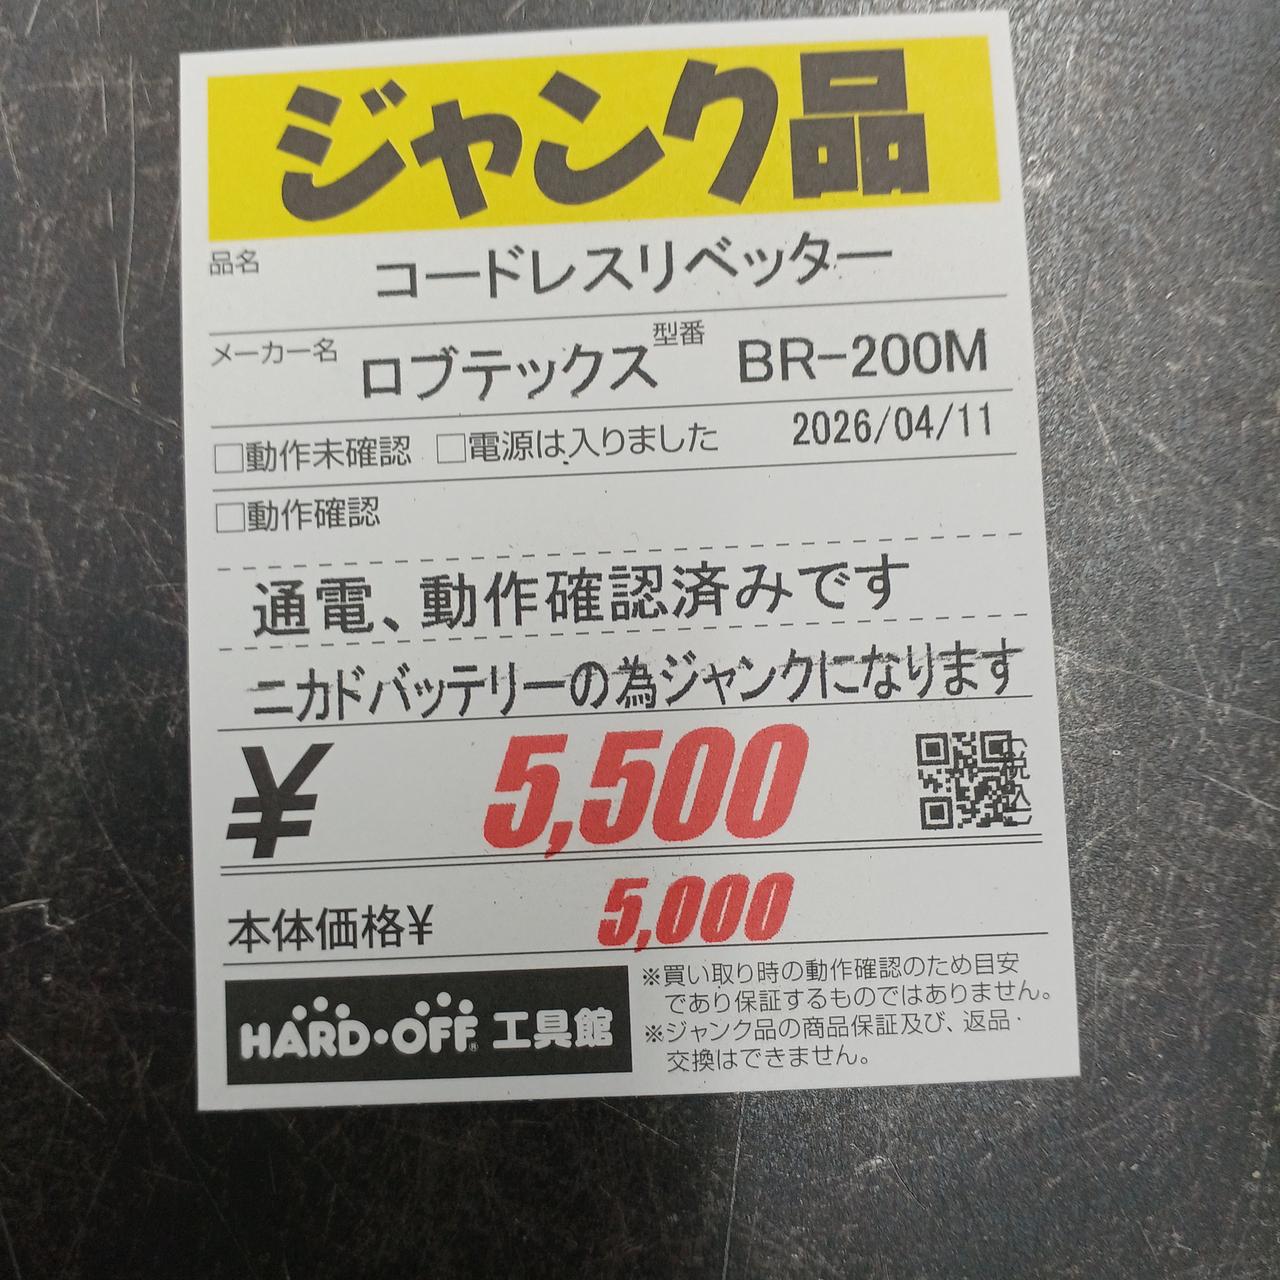 ジャンク品
品名 コードレスリベッター
メーカー名 ロブテックス 型番 BR-200M
□動作未確認 □電源は入りました 2026/04/11
□動作確認
通電、動作確認済みです
ニカドバッテリーの為ジャンクになります
¥ 5,500 (税込)
本体価格¥ 5,000
HARD・OFF® 工具館
※買い取り時の動作確認のため目安
であり保証するものではありません。
※ジャンク品の商品保証及び、返品・
交換はできません。